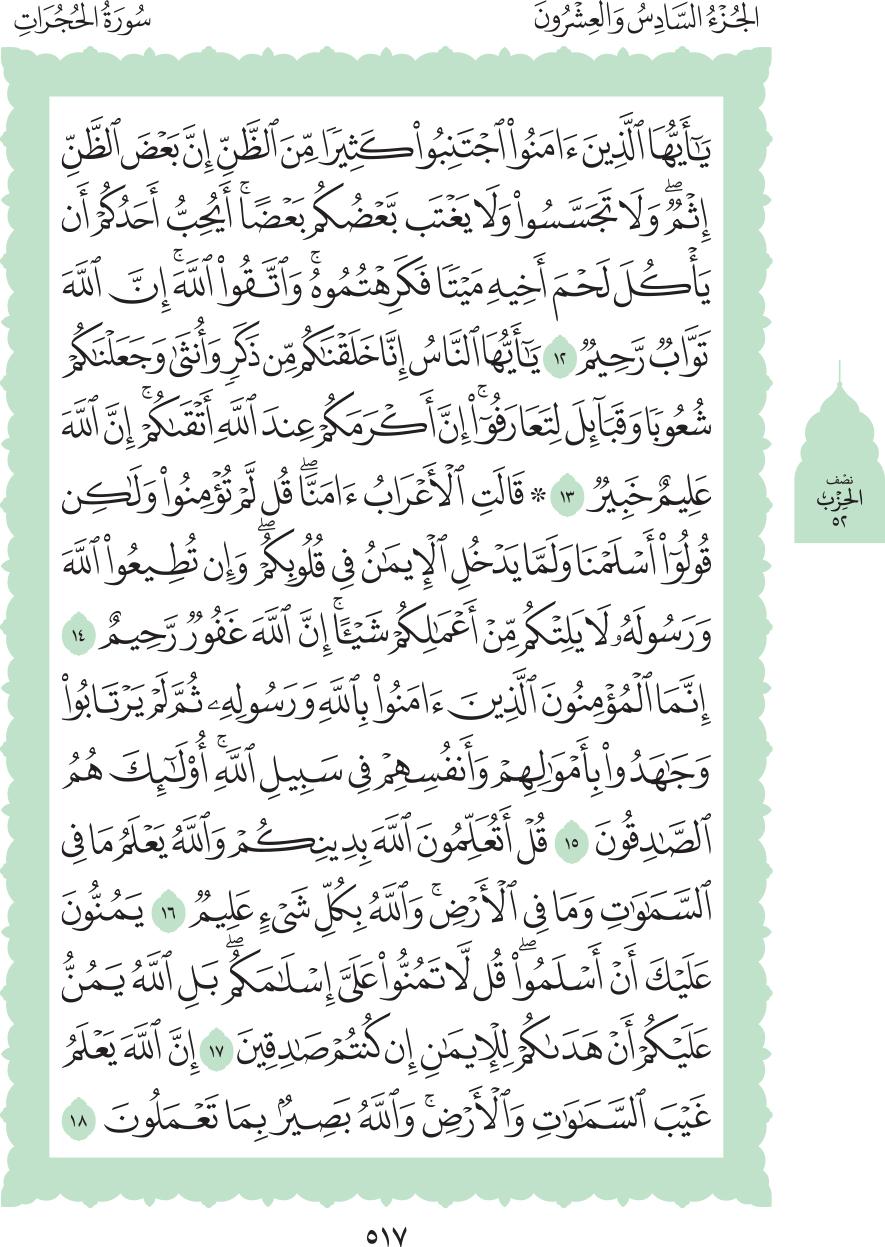 الجُزْءُ السَّادِسُ وَالعِشْرُونَ
سُورَةُ الحُجُرَاتِ
يَٰٓأَيُّهَا ٱلَّذِينَ ءَامَنُوا۟ ٱجْتَنِبُوا۟ كَثِيرًا مِّنَ ٱلظَّنِّ إِنَّ بَعْضَ ٱلظَّنِّ
إِثْمٌۖ وَلَا تَجَسَّسُوا۟ وَلَا يَغْتَب بَّعْضُكُم بَعْضًاۚ أَيُحِبُّ أَحَدُكُمْ أَن
يَأْكُلَ لَحْمَ أَخِيهِ مَيْتًا فَكَرِهْتُمُوهُۚ وَٱتَّقُوا۟ ٱللَّهَۚ إِنَّ ٱللَّهَ
تَوَّابٌ رَّحِيمٌ ١٢ يَٰٓأَيُّهَا ٱلنَّاسُ إِنَّا خَلَقْنَٰكُم مِّن ذَكَرٍ وَأُنثَىٰ وَجَعَلْنَٰكُمْ
شُعُوبًا وَقَبَآئِلَ لِتَعَارَفُوٓا۟ۚ إِنَّ أَكْرَمَكُمْ عِندَ ٱللَّهِ أَتْقَىٰكُمْۚ إِنَّ ٱللَّهَ
عَلِيمٌ خَبِيرٌ ١٣ * قَالَتِ ٱلْأَعْرَابُ ءَامَنَّاۖ قُل لَّمْ تُؤْمِنُوا۟ وَلَٰكِن
قُولُوٓا۟ أَسْلَمْنَا وَلَمَّا يَدْخُلِ ٱلْإِيمَٰنُ فِى قُلُوبِكُمْۖ وَإِن تُطِيعُوا۟ ٱللَّهَ
وَرَسُولَهُۥ لَا يَلِتْكُم مِّنْ أَعْمَٰلِكُمْ شَيْـًٔاۚ إِنَّ ٱللَّهَ غَفُورٌ رَّحِيمٌ ١٤
إِنَّمَا ٱلْمُؤْمِنُونَ ٱلَّذِينَ ءَامَنُوا۟ بِٱللَّهِ وَرَسُولِهِۦ ثُمَّ لَمْ يَرْتَابُوا۟
وَجَٰهَدُوا۟ بِأَمْوَٰلِهِمْ وَأَنفُسِهِمْ فِى سَبِيلِ ٱللَّهِۚ أُو۟لَٰٓئِكَ هُمُ
ٱلصَّٰدِقُونَ ١٥ قُلْ أَتُعَلِّمُونَ ٱللَّهَ بِدِينِكُمْ وَٱللَّهُ يَعْلَمُ مَا فِى
ٱلسَّمَٰوَٰتِ وَمَا فِى ٱلْأَرْضِۚ وَٱللَّهُ بِكُلِّ شَىْءٍ عَلِيمٌ ١٦ يَمُنُّونَ
عَلَيْكَ أَنْ أَسْلَمُوا۟ۖ قُل لَّا تَمُنُّوا۟ عَلَىَّ إِسْلَٰمَكُمۖ بَلِ ٱللَّهُ يَمُنُّ
عَلَيْكُمْ أَنْ هَدَىٰكُمْ لِلْإِيمَٰنِ إِن كُنتُمْ صَٰدِقِينَ ١٧ إِنَّ ٱللَّهَ يَعْلَمُ
غَيْبَ ٱلسَّمَٰوَٰتِ وَٱلْأَرْضِۚ وَٱللَّهُ بَصِيرٌۢ بِمَا تَعْمَلُونَ ١٨
نِصْف
الحِزْبِ
٥٢
٥١٧